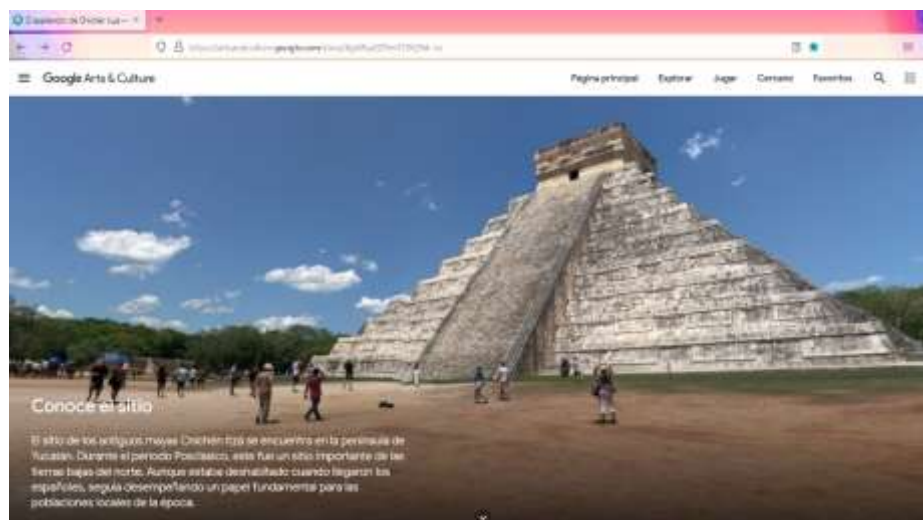 Google Arts & Culture
Página principal Explorar Jugar Cercano Favoritos
Conoce el sitio
El sitio de los antiguos mayas Chichén Itzá se encuentra en la península de
Yucatán. Durante el periodo Posclásico, este fue un sitio importante de las
tierras bajas del norte. Aunque estaba deshabitado cuando llegaron los
españoles, seguía desempeñando un papel fundamental para las
poblaciones locales de la época.